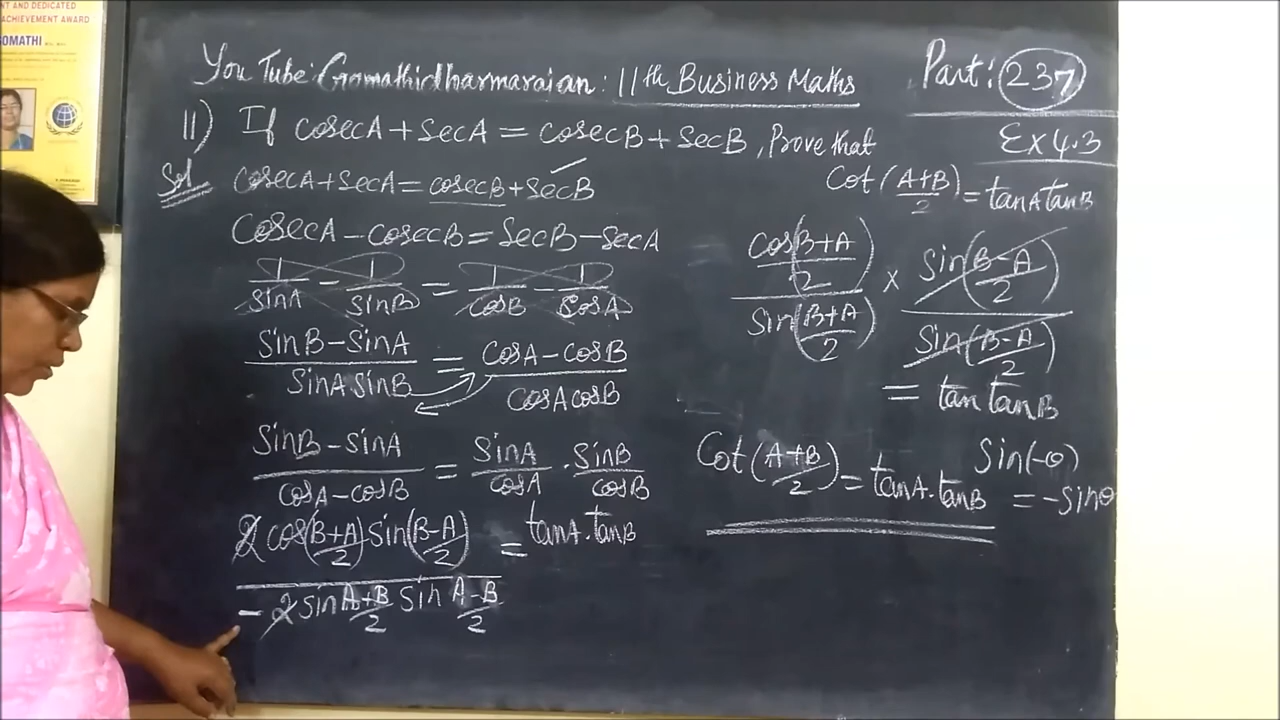 NT AND DEDICATED
ACHIEVEMENT AWARD
OMATHI
You Tube: Gomathidharmarajan: 11th Business Maths
Part: 237
Ex 4.3
11) If cosecA + secA = cosecB + secB, Prove that
cot(A+B/2) = tanA tanB
Sol cosecA + secA = cosecB + secB
cosecA - cosecB = secB - secA
1/sinA - 1/sinB = 1/cosB - 1/cosA
sinB - sinA / sinA.sinB = cosA - cosB / cosA cosB
sinB - sinA / cosA - cosB = sinA/cosA . sinB/cosB
2 cos(B+A/2) sin(B-A/2) / - 2 sin A+B/2 sin A-B/2 = tanA.tanB
cos(B+A/2) / sin(B+A/2) × sin(B-A/2) / sin(B-A/2)
= tan tanB
cot(A+B/2) = tanA.tanB
sin(-θ)
= -sinθ